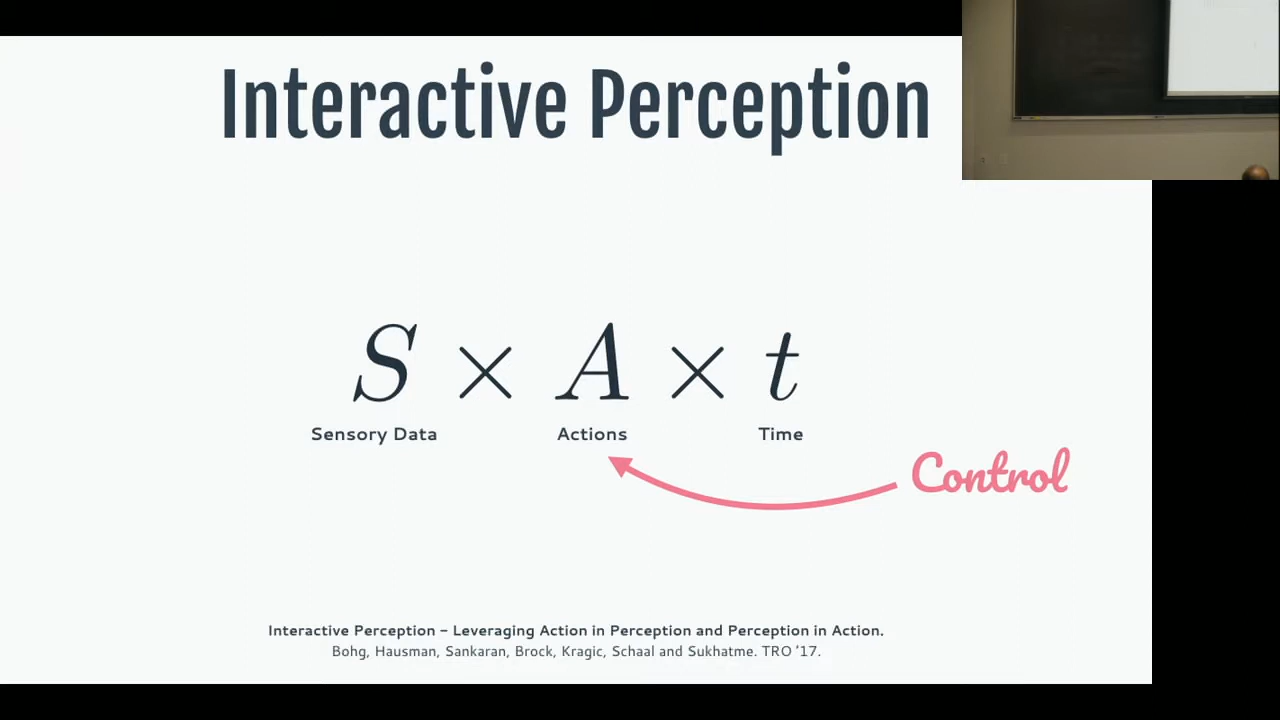 Interactive Perception
S × A × t
Sensory Data Actions Time
Control
Interactive Perception - Leveraging Action in Perception and Perception in Action.
Bohg, Hausman, Sankaran, Brock, Kragic, Schaal and Sukhatme. TRO '17.